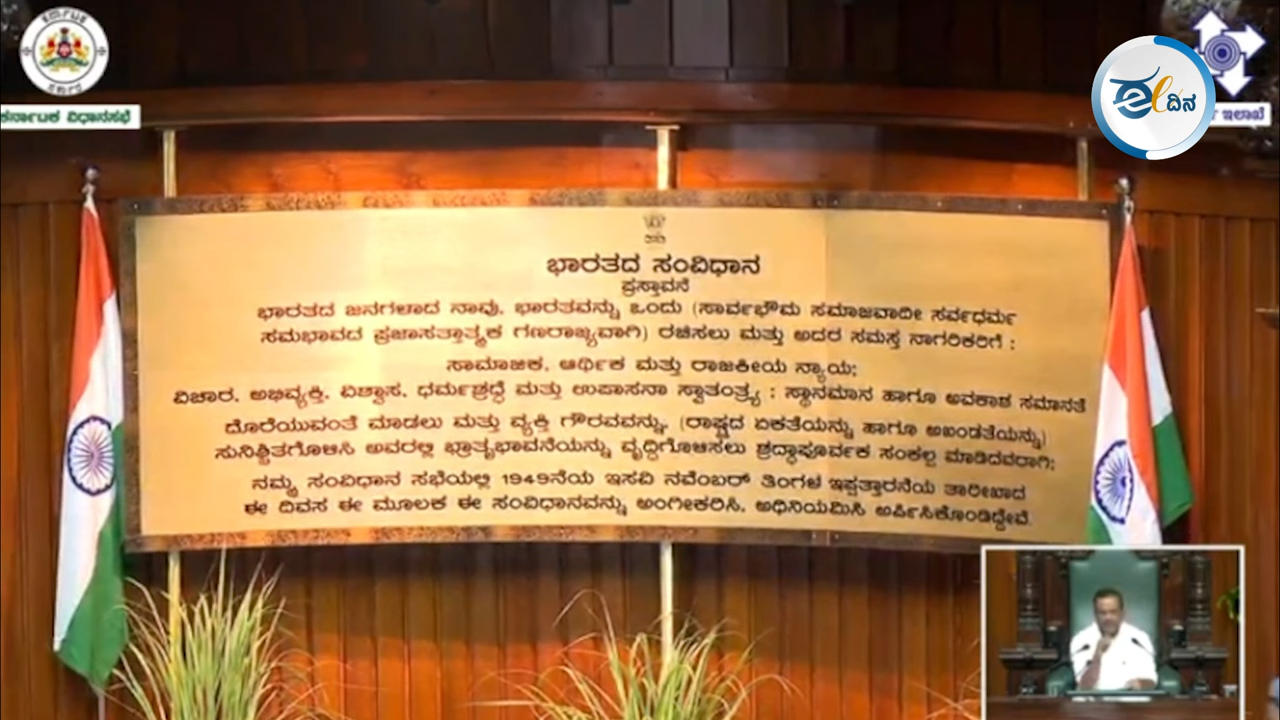 ಕರ್ನಾಟಕ ವಿಧಾನಸಭೆ
ದಿನ
ಇಲಾಖೆ
ಭಾರತದ ಸಂವಿಧಾನ
ಪ್ರಸ್ತಾವನೆ
ಭಾರತದ ಜನಗಳಾದ ನಾವು, ಭಾರತವನ್ನು ಒಂದು (ಸಾರ್ವಭೌಮ ಸಮಾಜವಾದೀ ಸರ್ವಧರ್ಮ
ಸಮಭಾವದ ಪ್ರಜಾಸತ್ತಾತ್ಮಕ ಗಣರಾಜ್ಯವಾಗಿ) ರಚಿಸಲು ಮತ್ತು ಅದರ ಸಮಸ್ತ ನಾಗರಿಕರಿಗೆ :
ಸಾಮಾಜಿಕ, ಆರ್ಥಿಕ ಮತ್ತು ರಾಜಕೀಯ ನ್ಯಾಯ;
ವಿಚಾರ, ಅಭಿವ್ಯಕ್ತಿ, ವಿಶ್ವಾಸ, ಧರ್ಮಶ್ರದ್ಧೆ ಮತ್ತು ಉಪಾಸನಾ ಸ್ವಾತಂತ್ರ್ಯ ; ಸ್ಥಾನಮಾನ ಹಾಗೂ ಅವಕಾಶ ಸಮಾನತೆ
ದೊರೆಯುವಂತೆ ಮಾಡಲು ಮತ್ತು ವ್ಯಕ್ತಿ ಗೌರವವನ್ನು, (ರಾಷ್ಟ್ರದ ಏಕತೆಯನ್ನು ಹಾಗೂ ಅಖಂಡತೆಯನ್ನು)
ಸುನಿಶ್ಚಿತಗೊಳಿಸಿ ಅವರಲ್ಲಿ ಭ್ರಾತೃಭಾವನೆಯನ್ನು ವೃದ್ಧಿಗೊಳಿಸಲು ಶ್ರದ್ಧಾಪೂರ್ವಕ ಸಂಕಲ್ಪ ಮಾಡಿದವರಾಗಿ;
ನಮ್ಮ ಸಂವಿಧಾನ ಸಭೆಯಲ್ಲಿ 1949ನೆಯ ಇಸವಿ ನವೆಂಬರ್ ತಿಂಗಳ ಇಪ್ಪತ್ತಾರನೆಯ ತಾರೀಖಾದ
ಈ ದಿವಸ ಈ ಮೂಲಕ ಈ ಸಂವಿಧಾನವನ್ನು ಅಂಗೀಕರಿಸಿ, ಅಧಿನಿಯಮಿಸಿ ಅರ್ಪಿಸಿಕೊಂಡಿದ್ದೇವೆ.